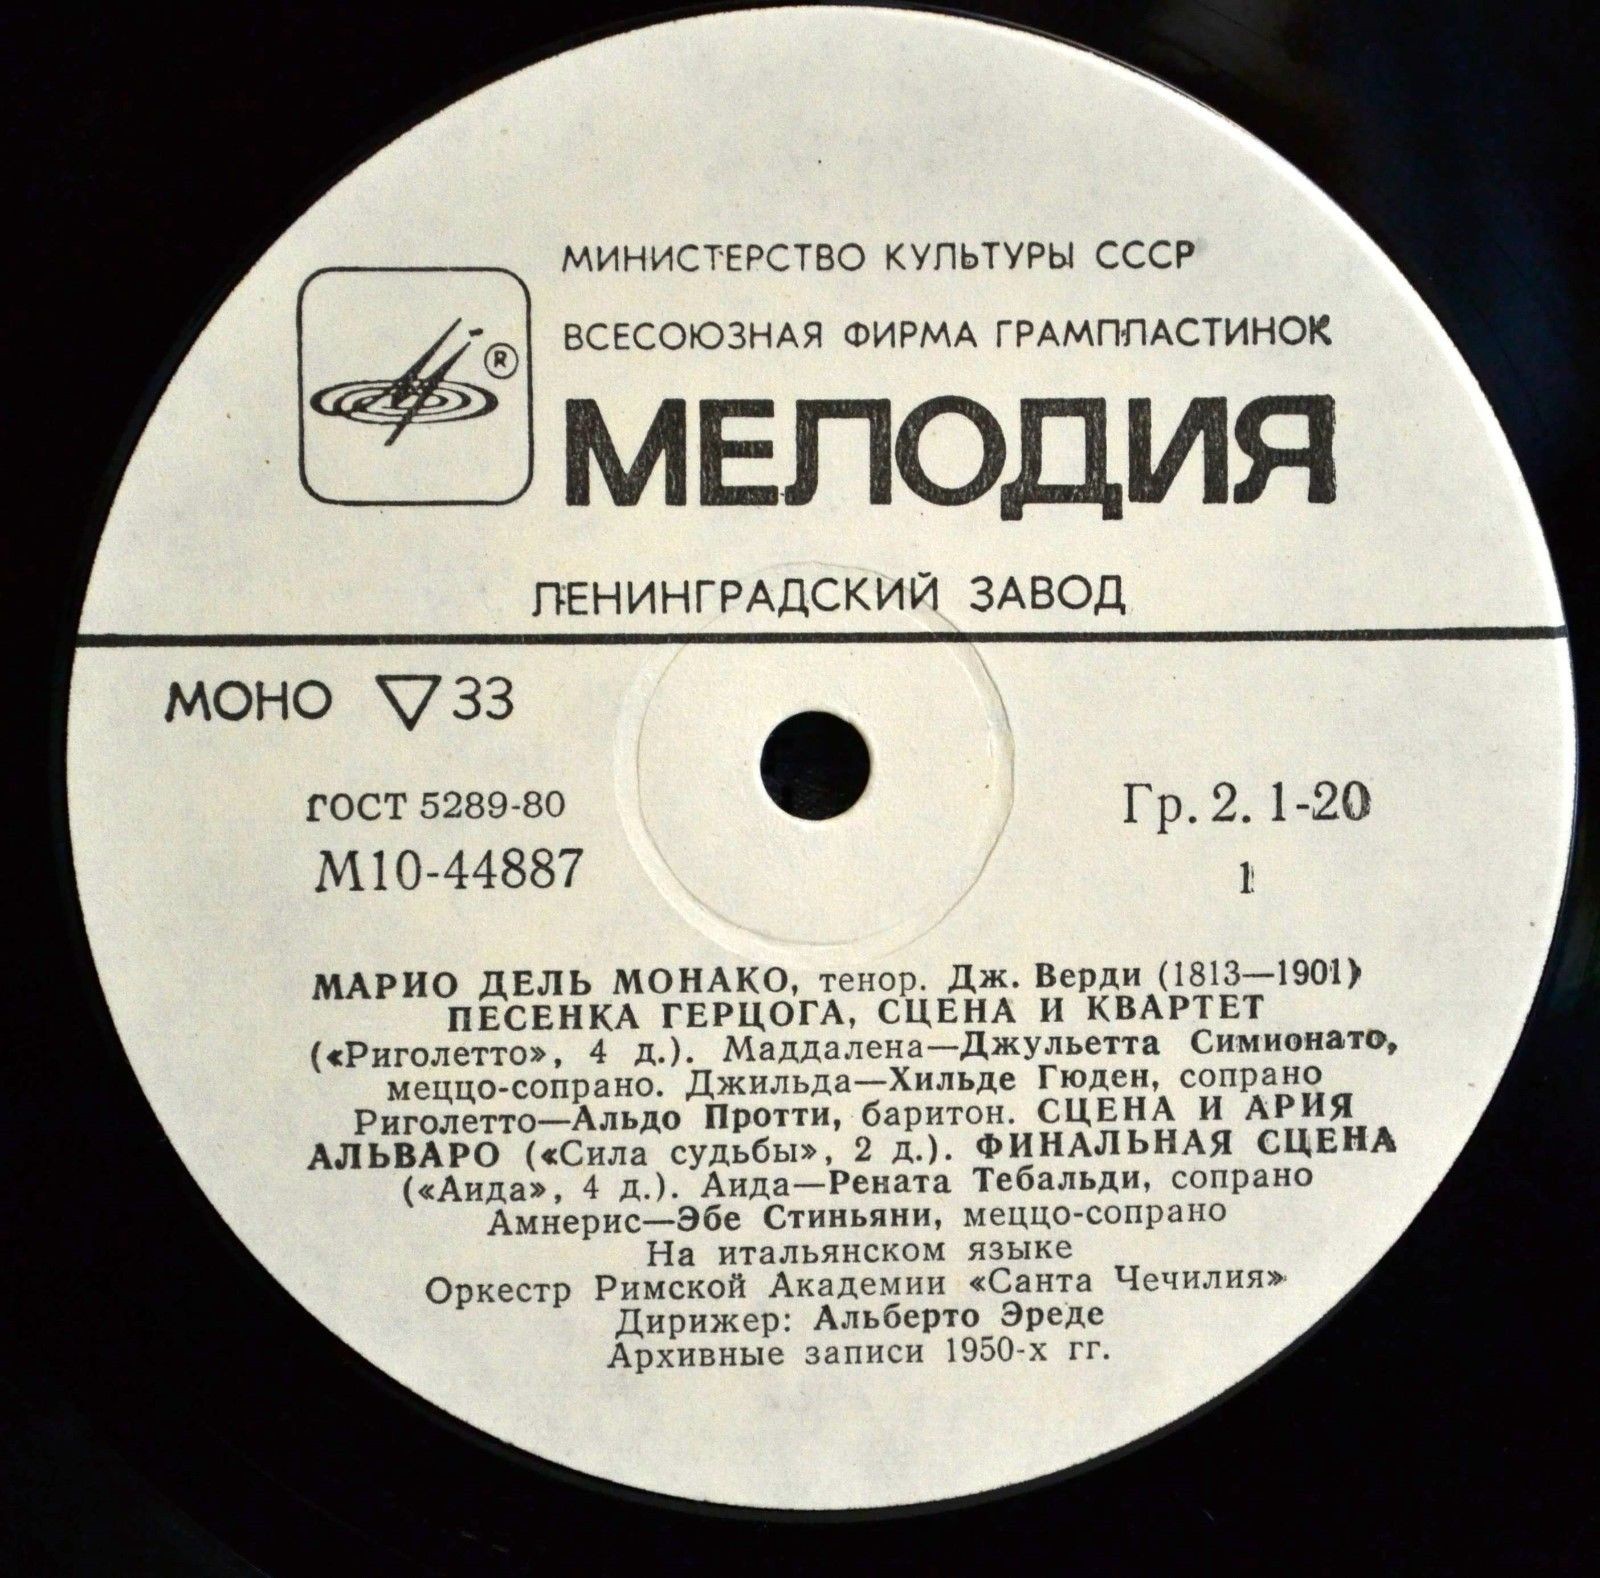 МИНИСТЕРСТВО КУЛЬТУРЫ СССР
ВСЕСОЮЗНАЯ ФИРМА ГРАМПЛАСТИНОК
®
МЕЛОДИЯ
ЛЕНИНГРАДСКИЙ ЗАВОД
МОНО ▽ 33
ГОСТ 5289-80
Гр. 2. 1-20
М10-44887
1
МАРИО ДЕЛЬ МОНАКО, тенор. Дж. Верди (1813—1901)
ПЕСЕНКА ГЕРЦОГА, СЦЕНА И КВАРТЕТ
(«Риголетто», 4 д.). Маддалена—Джульетта Симионато,
меццо-сопрано. Джильда—Хильде Гюден, сопрано
Риголетто—Альдо Протти, баритон. СЦЕНА И АРИЯ
АЛЬВАРО («Сила судьбы», 2 д.). ФИНАЛЬНАЯ СЦЕНА
(«Аида», 4 д.). Аида—Рената Тебальди, сопрано
Амнерис—Эбе Стиньяни, меццо-сопрано
На итальянском языке
Оркестр Римской Академии «Санта Чечилия»
Дирижер: Альберто Эреде
Архивные записи 1950-х гг.